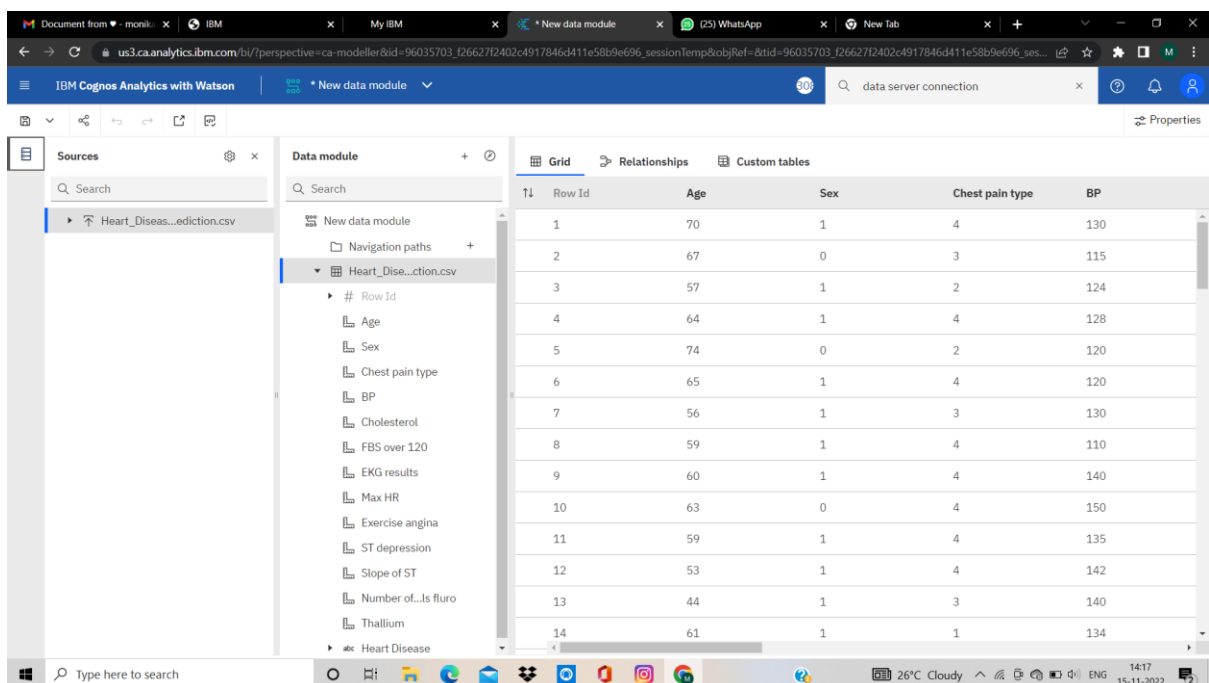 Document from ♥ - monika
IBM
My IBM
* New data module
(25) WhatsApp
New Tab
us3.ca.analytics.ibm.com/bi/?perspective=ca-modeller&id=96035703_f26627f2402c4917846d411e58b9e696_sessionTemp&objRef=&tid=96035703_f26627f2402c4917846d411e58b9e696_ses...
M
IBM Cognos Analytics with Watson
* New data module
data server connection
Properties
Sources
Data module
Grid Relationships Custom tables
Search
Search
Row Id Age Sex Chest pain type BP
Heart_Diseas...ediction.csv
New data module
Navigation paths
Heart_Dise...ction.csv
# Row Id
Age
Sex
Chest pain type
BP
Cholesterol
FBS over 120
EKG results
Max HR
Exercise angina
ST depression
Slope of ST
Number of...ls fluro
Thallium
abc Heart Disease
1 70 1 4 130
2 67 0 3 115
3 57 1 2 124
4 64 1 4 128
5 74 0 2 120
6 65 1 4 120
7 56 1 3 130
8 59 1 4 110
9 60 1 4 140
10 63 0 4 150
11 59 1 4 135
12 53 1 4 142
13 44 1 3 140
14 61 1 1 134
Type here to search
26°C Cloudy
ENG
14:17
15-11-2022